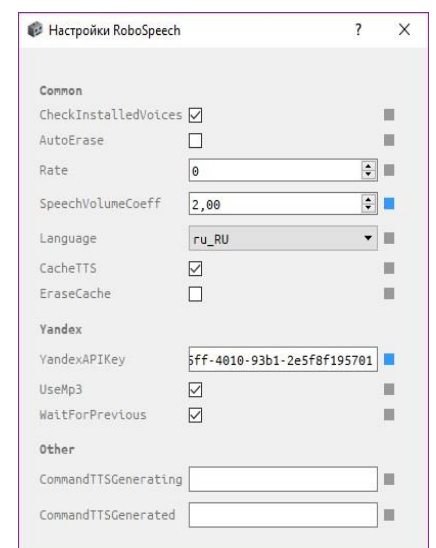 Настройки RoboSpeech ? X
Common
CheckInstalledVoices
AutoErase
Rate 0
SpeechVolumeCoeff 2,00
Language ru_RU
CacheTTS
EraseCache
Yandex
YandexAPIKey 5ff-4010-93b1-2e5f8f195701
UseMp3
WaitForPrevious
Other
CommandTTSGenerating
CommandTTSGenerated